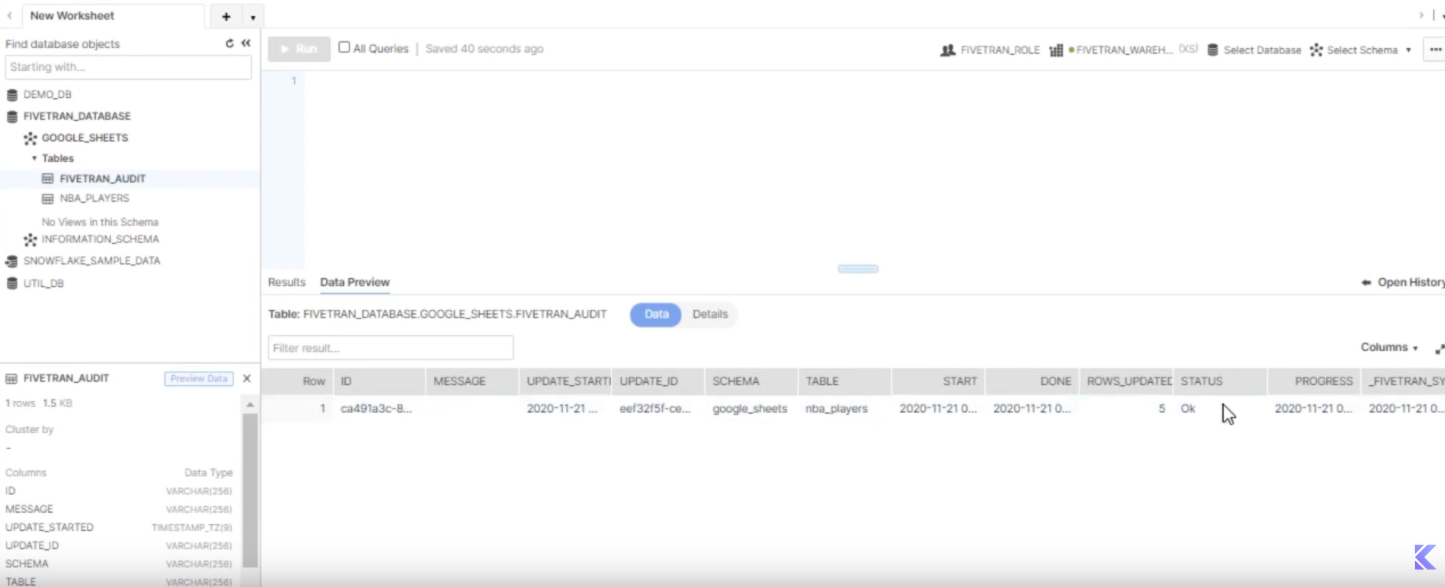 New Worksheet
Find database objects
Starting with...
DEMO_DB
FIVETRAN_DATABASE
GOOGLE_SHEETS
Tables
FIVETRAN_AUDIT
NBA_PLAYERS
No Views in this Schema
INFORMATION_SCHEMA
SNOWFLAKE_SAMPLE_DATA
UTIL_DB
FIVETRAN_AUDIT Preview Data
1 rows 1.5 KB
Cluster by
-
Columns Data Type
ID VARCHAR(256)
MESSAGE VARCHAR(256)
UPDATE_STARTED TIMESTAMP_TZ(9)
UPDATE_ID VARCHAR(256)
SCHEMA VARCHAR(256)
TABLE VARCHAR(256)
Run All Queries | Saved 40 seconds ago
FIVETRAN_ROLE FIVETRAN_WAREH... (XS) Select Database Select Schema
1
Results Data Preview Open History
Table: FIVETRAN_DATABASE.GOOGLE_SHEETS.FIVETRAN_AUDIT Data Details
Filter result... Columns
Row ID MESSAGE UPDATE_STARTI UPDATE_ID SCHEMA TABLE START DONE ROWS_UPDATED STATUS PROGRESS _FIVETRAN_SY
1 ca491a3c-8... 2020-11-21 ... eef32f5f-ce... google_sheets nba_players 2020-11-21 0... 2020-11-21 0... 5 Ok 2020-11-21 0... 2020-11-21 0...